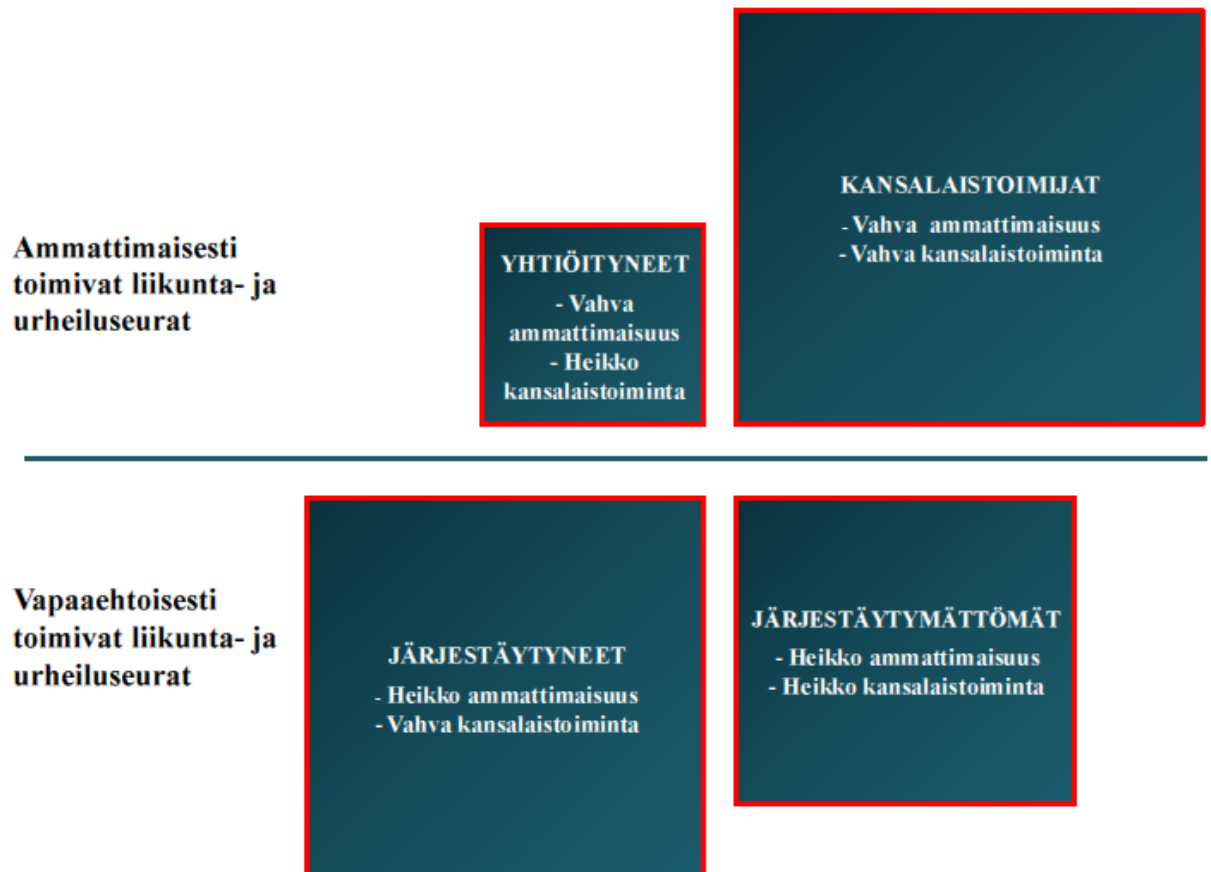 KANSALAISTOIMIJAT
- Vahva ammattimaisuus
- Vahva kansalaistoiminta
Ammattimaisesti
toimivat liikunta- ja
urheiluseurat
YHTIÖITYNEET
- Vahva
ammattimaisuus
- Heikko
kansalaistoiminta
Vapaaehtoisesti
toimivat liikunta- ja
urheiluseurat
JÄRJESTÄYTYNEET
- Heikko ammattimaisuus
- Vahva kansalaistoiminta
JÄRJESTÄYTYMÄTTÖMÄT
- Heikko ammattimaisuus
- Heikko kansalaistoiminta